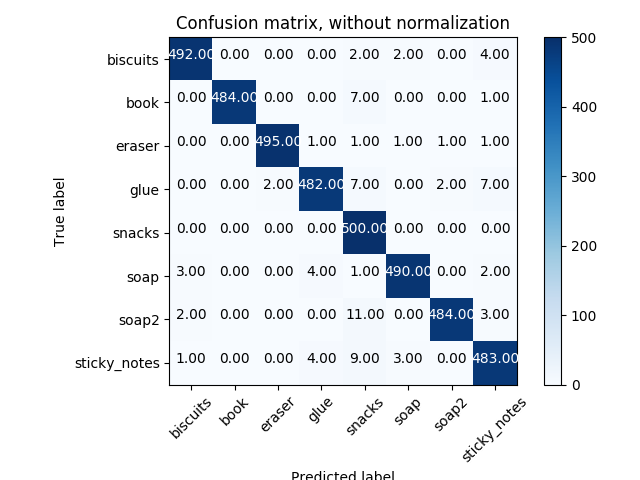 Confusion matrix, without normalization
biscuits 492.00 0.00 0.00 0.00 2.00 2.00 0.00 4.00
book 0.00 484.00 0.00 0.00 7.00 0.00 0.00 1.00
eraser 0.00 0.00 495.00 1.00 1.00 1.00 1.00 1.00
glue 0.00 0.00 2.00 482.00 7.00 0.00 2.00 7.00
snacks 0.00 0.00 0.00 0.00 500.00 0.00 0.00 0.00
soap 3.00 0.00 0.00 4.00 1.00 490.00 0.00 2.00
soap2 2.00 0.00 0.00 0.00 11.00 0.00 484.00 3.00
sticky_notes 1.00 0.00 0.00 4.00 9.00 3.00 0.00 483.00
biscuits book eraser glue snacks soap soap2 sticky_notes
True label
Predicted label
500
400
300
200
100
0